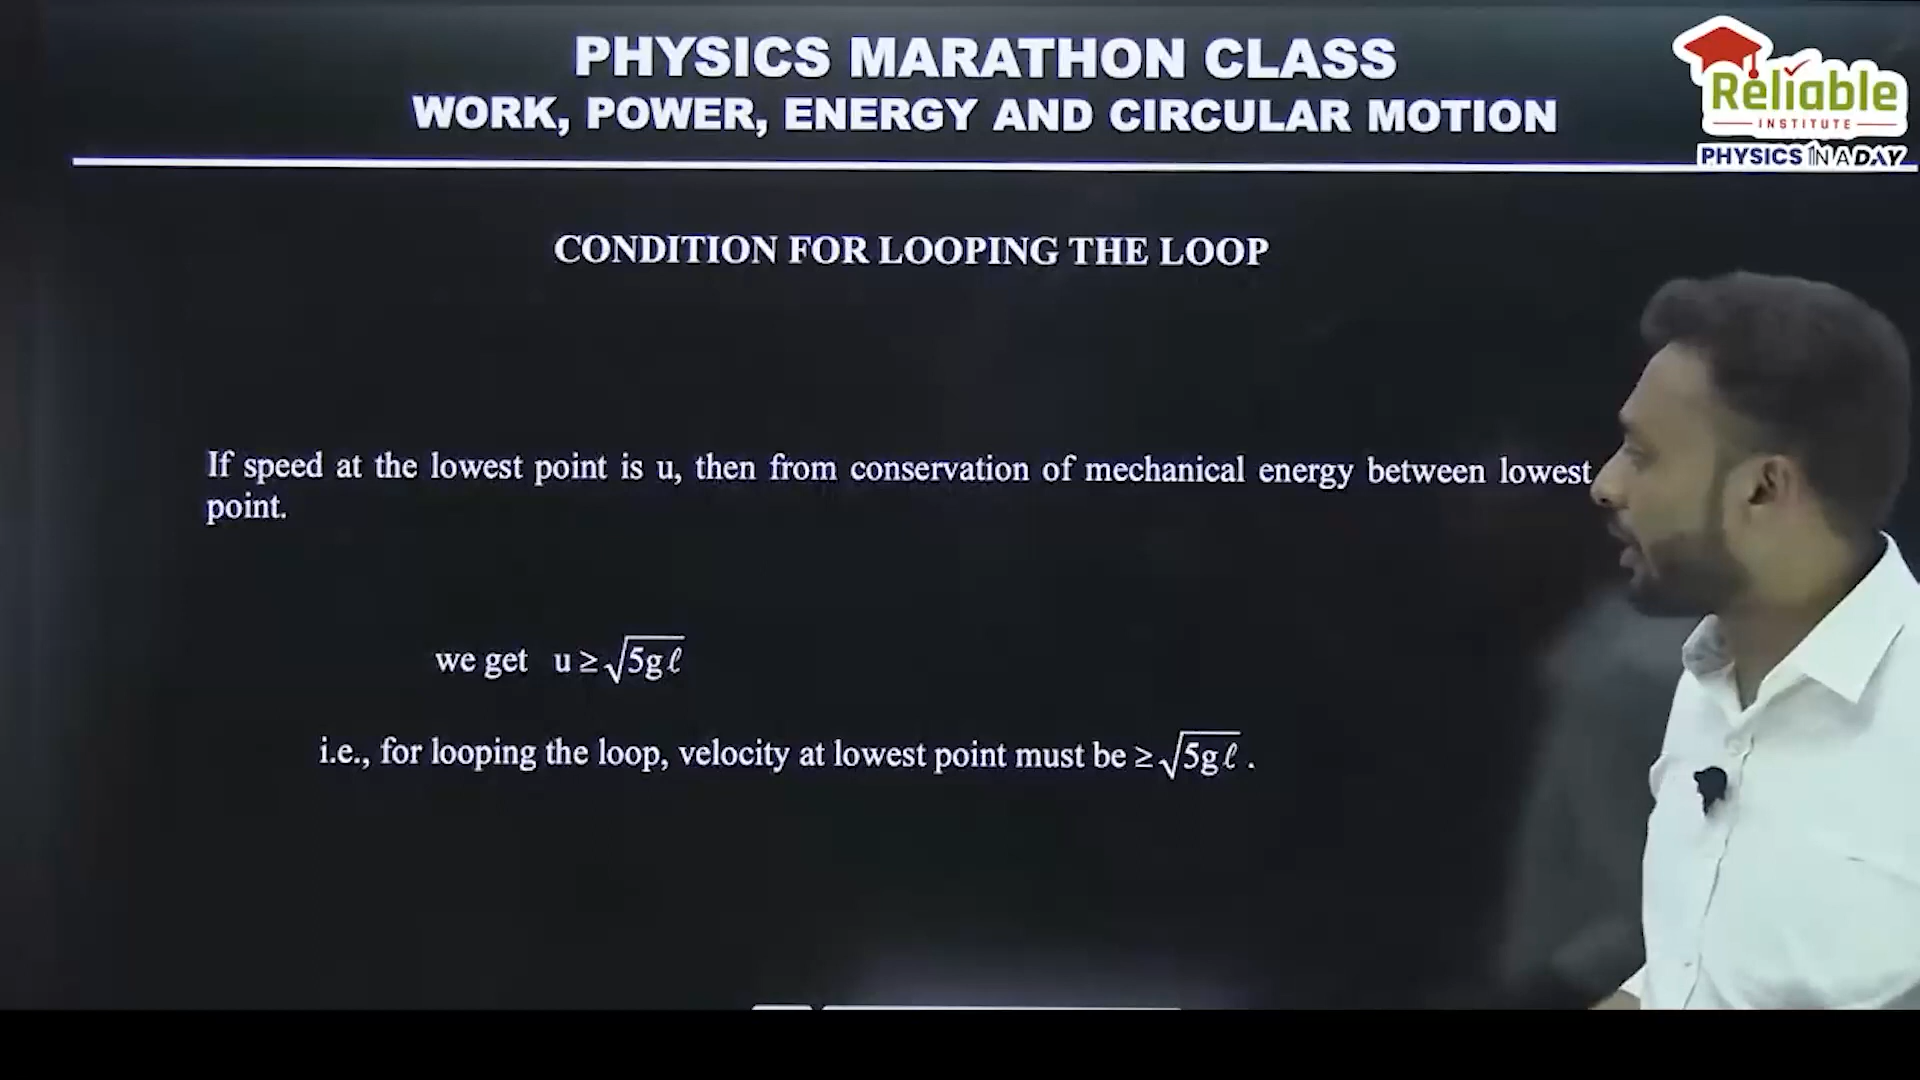 PHYSICS MARATHON CLASS
WORK, POWER, ENERGY AND CIRCULAR MOTION
Reliable
INSTITUTE
PHYSICS IN A DAY
CONDITION FOR LOOPING THE LOOP
If speed at the lowest point is u, then from conservation of mechanical energy between lowest
point.
we get u ≥ √5gℓ
i.e., for looping the loop, velocity at lowest point must be ≥ √5gℓ .